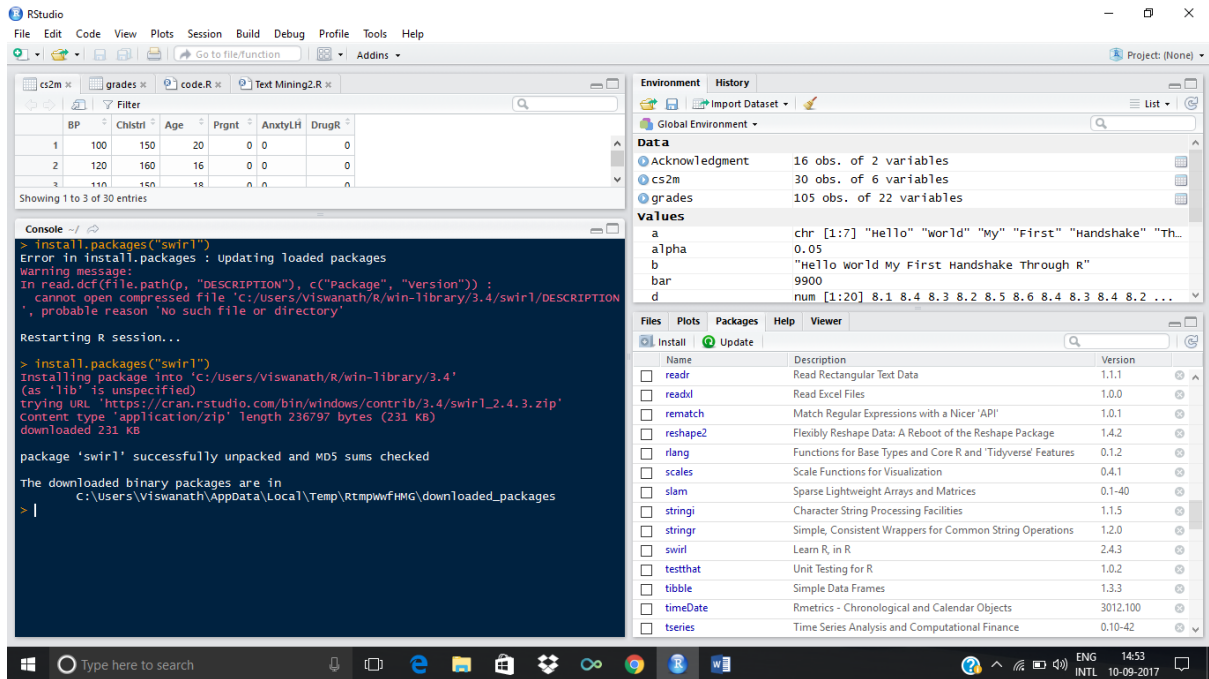 RStudio
File Edit Code View Plots Session Build Debug Profile Tools Help
Go to file/function Addins Project: (None)
cs2m grades code.R Text Mining2.R
Filter
BP Chlstrl Age Prgnt AnxtyLH DrugR
1 100 150 20 0 0 0
2 120 160 16 0 0 0
3 110 150 18 0 0 0
Showing 1 to 3 of 30 entries
Console ~/
> install.packages("swirl")
Error in install.packages : Updating loaded packages
Warning message:
In read.dcf(file.path(p, "DESCRIPTION"), c("Package", "Version")) :
cannot open compressed file 'C:/Users/Viswanath/R/win-library/3.4/swirl/DESCRIPTION
', probable reason 'No such file or directory'
Restarting R session...
> install.packages("swirl")
Installing package into ‘C:/Users/Viswanath/R/win-library/3.4’
(as ‘lib’ is unspecified)
trying URL 'https://cran.rstudio.com/bin/windows/contrib/3.4/swirl_2.4.3.zip'
Content type 'application/zip' length 236797 bytes (231 KB)
downloaded 231 KB
package ‘swirl’ successfully unpacked and MD5 sums checked
The downloaded binary packages are in
C:\Users\Viswanath\AppData\Local\Temp\RtmpWwfHMG\downloaded_packages
>
Environment History
Import Dataset List
Global Environment
Data
Acknowledgment 16 obs. of 2 variables
cs2m 30 obs. of 6 variables
grades 105 obs. of 22 variables
Values
a chr [1:7] "Hello" "World" "My" "First" "Handshake" "Th…
alpha 0.05
b "Hello World My First Handshake Through R"
bar 9900
d num [1:20] 8.1 8.4 8.3 8.2 8.5 8.6 8.4 8.3 8.4 8.2 ...
Files Plots Packages Help Viewer
Install Update
Name Description Version
readr Read Rectangular Text Data 1.1.1
readxl Read Excel Files 1.0.0
rematch Match Regular Expressions with a Nicer 'API' 1.0.1
reshape2 Flexibly Reshape Data: A Reboot of the Reshape Package 1.4.2
rlang Functions for Base Types and Core R and 'Tidyverse' Features 0.1.2
scales Scale Functions for Visualization 0.4.1
slam Sparse Lightweight Arrays and Matrices 0.1-40
stringi Character String Processing Facilities 1.1.5
stringr Simple, Consistent Wrappers for Common String Operations 1.2.0
swirl Learn R, in R 2.4.3
testthat Unit Testing for R 1.0.2
tibble Simple Data Frames 1.3.3
timeDate Rmetrics - Chronological and Calendar Objects 3012.100
tseries Time Series Analysis and Computational Finance 0.10-42
Type here to search
ENG 14:53
INTL 10-09-2017